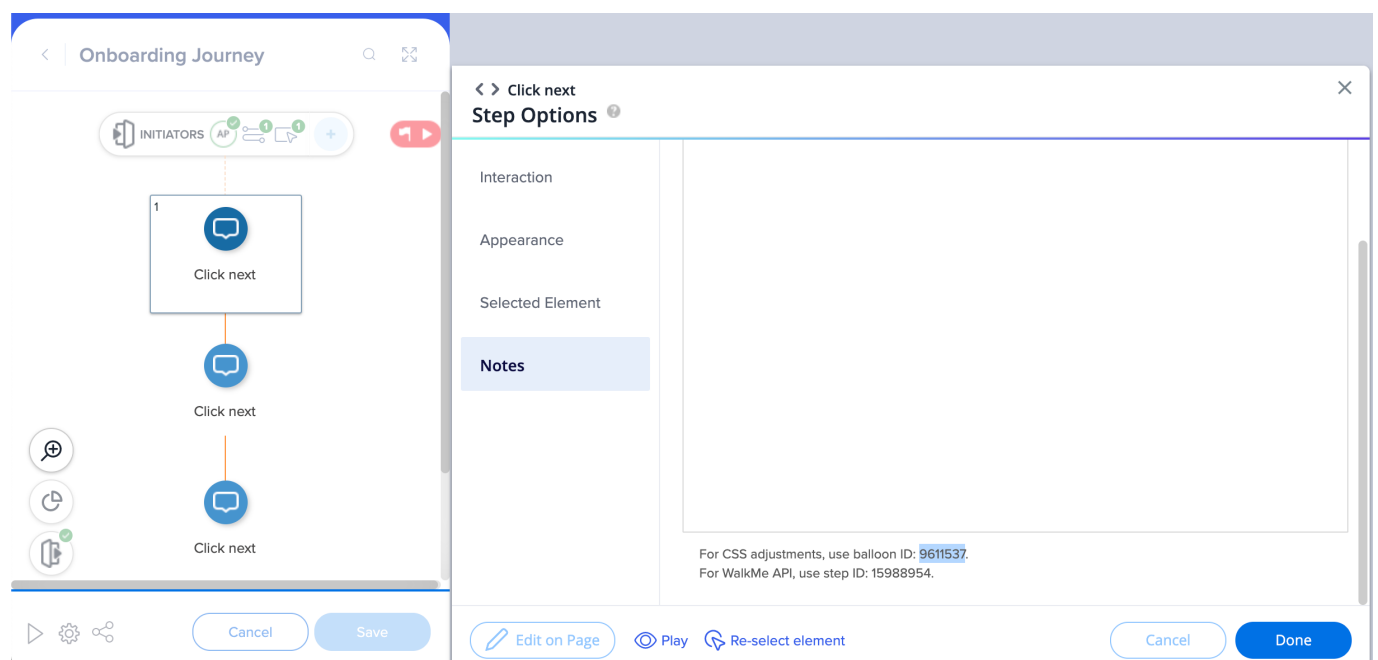 Onboarding Journey
INITIATORS AP 1 1
1
Click next
Click next
Click next
Cancel
Save
Click next
Step Options
Interaction
Appearance
Selected Element
Notes
For CSS adjustments, use balloon ID: 9611537.
For WalkMe API, use step ID: 15988954.
Edit on Page
Play
Re-select element
Cancel
Done